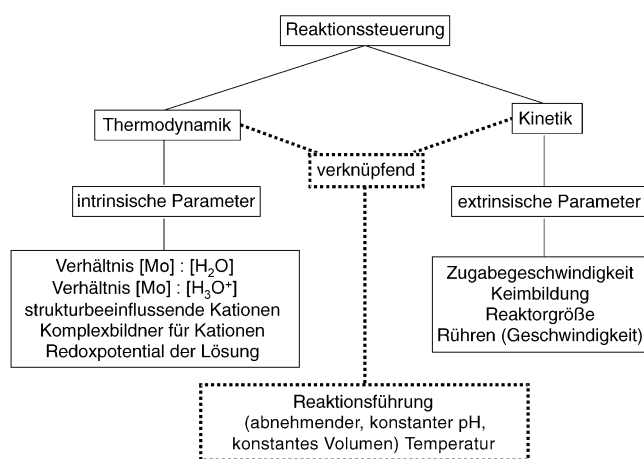 Reaktionssteuerung
Thermodynamik
Kinetik
verknüpfend
intrinsische Parameter
extrinsische Parameter
Verhältnis [Mo] : [H₂O]
Verhältnis [Mo] : [H₃O⁺]
strukturbeeinflussende Kationen
Komplexbildner für Kationen
Redoxpotential der Lösung
Zugabegeschwindigkeit
Keimbildung
Reaktorgröße
Rühren (Geschwindigkeit)
Reaktionsführung
(abnehmender, konstanter pH,
konstantes Volumen) Temperatur